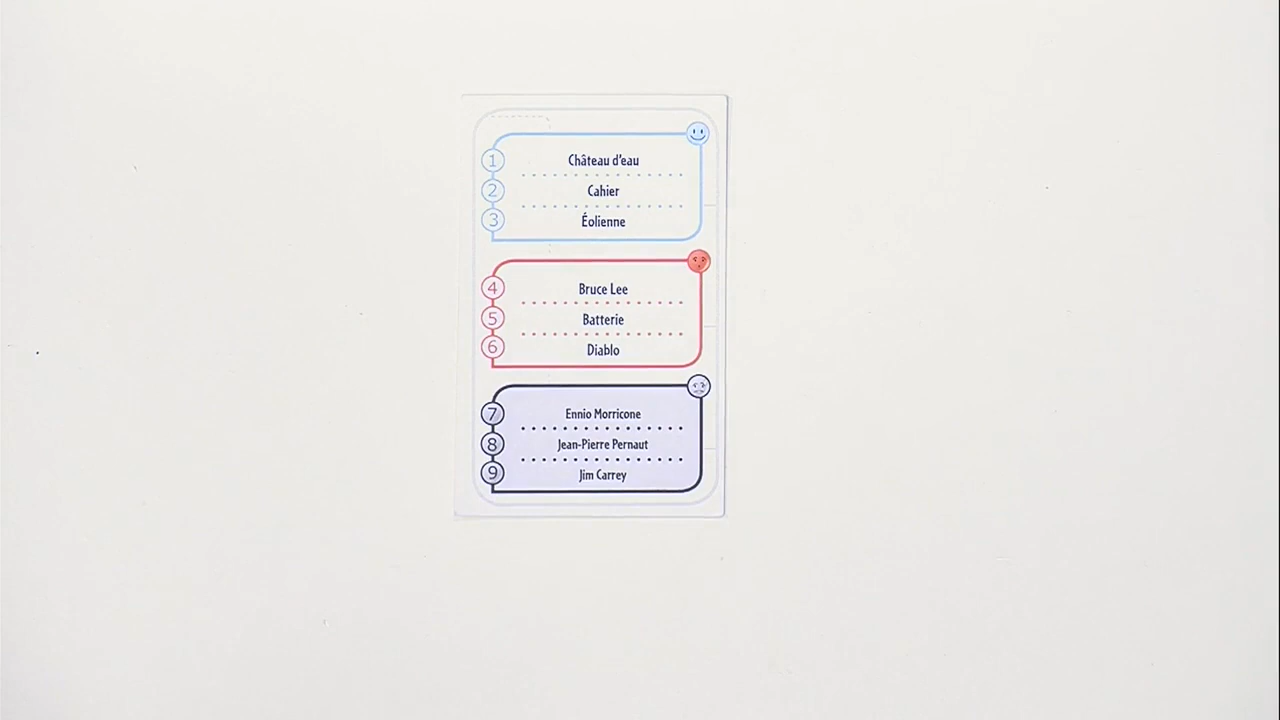 1 Château d'eau
2 Cahier
3 Éolienne
4 Bruce Lee
5 Batterie
6 Diablo
7 Ennio Morricone
8 Jean-Pierre Pernaut
9 Jim Carrey